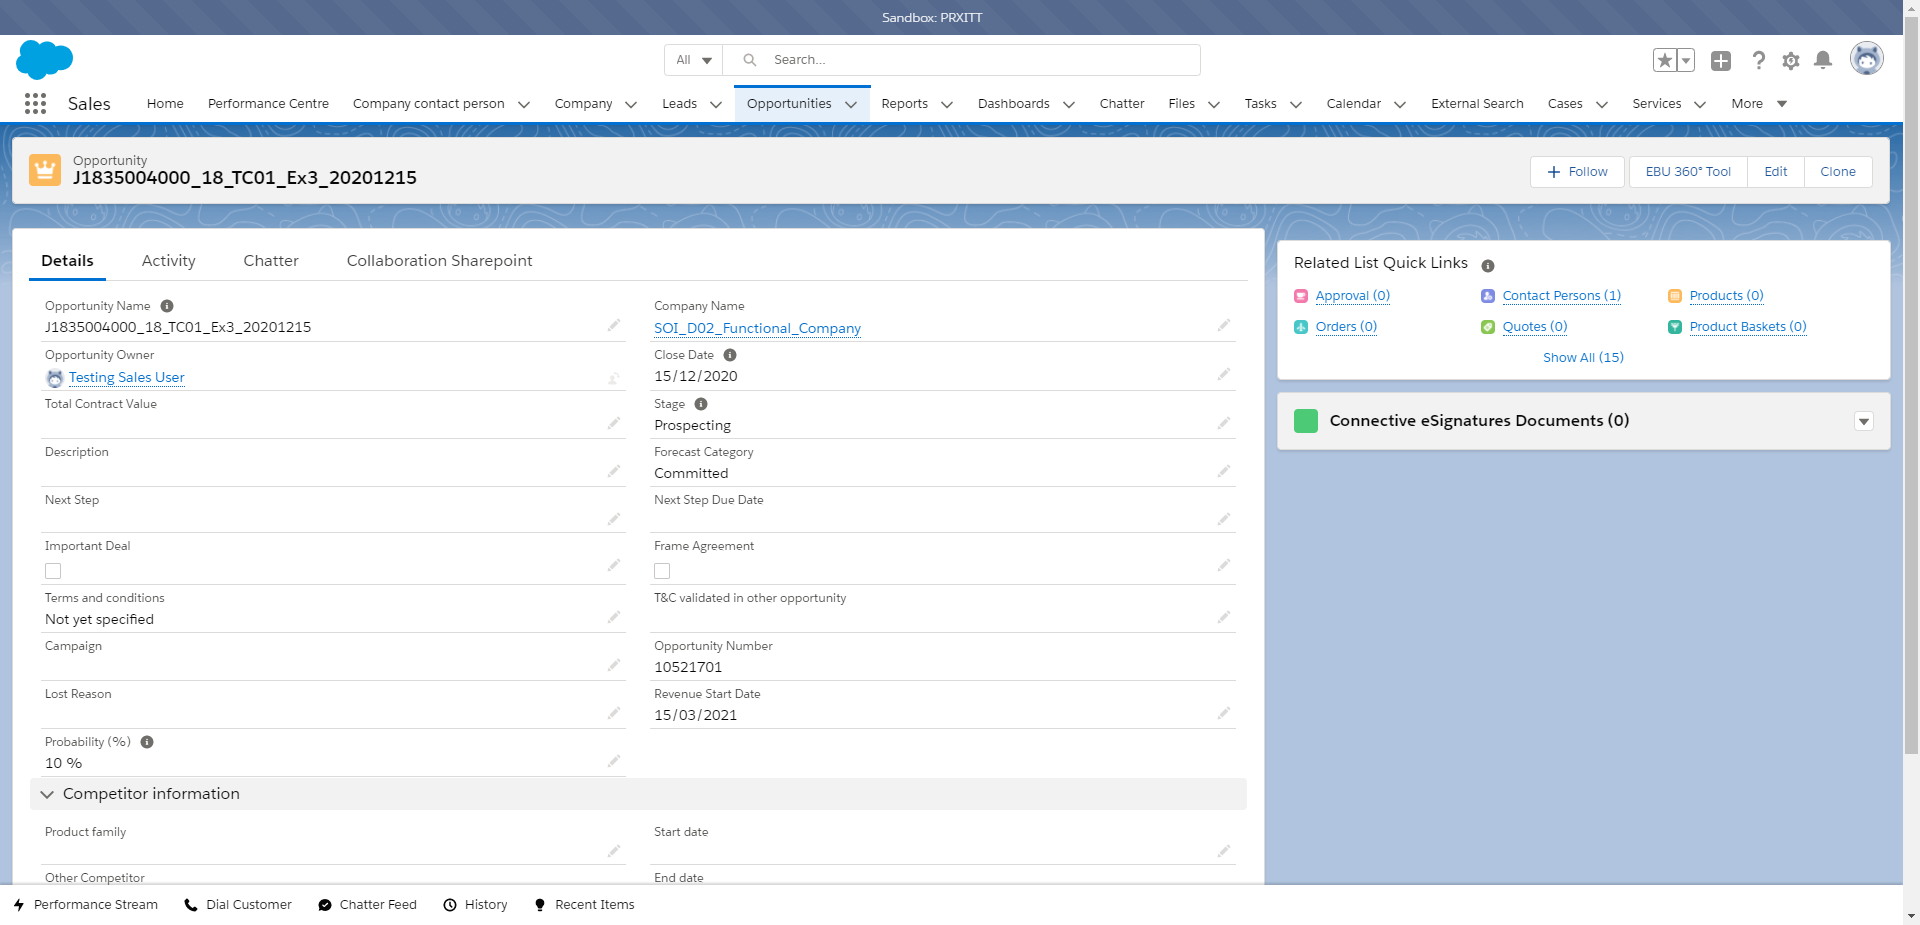 Sandbox: PRXITT
All
Search...
Sales
Home
Performance Centre
Company contact person
Company
Leads
Opportunities
Reports
Dashboards
Chatter
Files
Tasks
Calendar
External Search
Cases
Services
More
Opportunity
J1835004000_18_TC01_Ex3_20201215
Follow
EBU 360° Tool
Edit
Clone
Details
Activity
Chatter
Collaboration Sharepoint
Opportunity Name
J1835004000_18_TC01_Ex3_20201215
Company Name
SOI_D02_Functional_Company
Opportunity Owner
Testing Sales User
Close Date
15/12/2020
Total Contract Value
Stage
Prospecting
Description
Forecast Category
Committed
Next Step
Next Step Due Date
Important Deal
Frame Agreement
Terms and conditions
Not yet specified
T&C validated in other opportunity
Campaign
Opportunity Number
10521701
Lost Reason
Revenue Start Date
15/03/2021
Probability (%)
10 %
Competitor information
Product family
Start date
Other Competitor
End date
Related List Quick Links
Approval (0)
Contact Persons (1)
Products (0)
Orders (0)
Quotes (0)
Product Baskets (0)
Show All (15)
Connective eSignatures Documents (0)
Performance Stream
Dial Customer
Chatter Feed
History
Recent Items